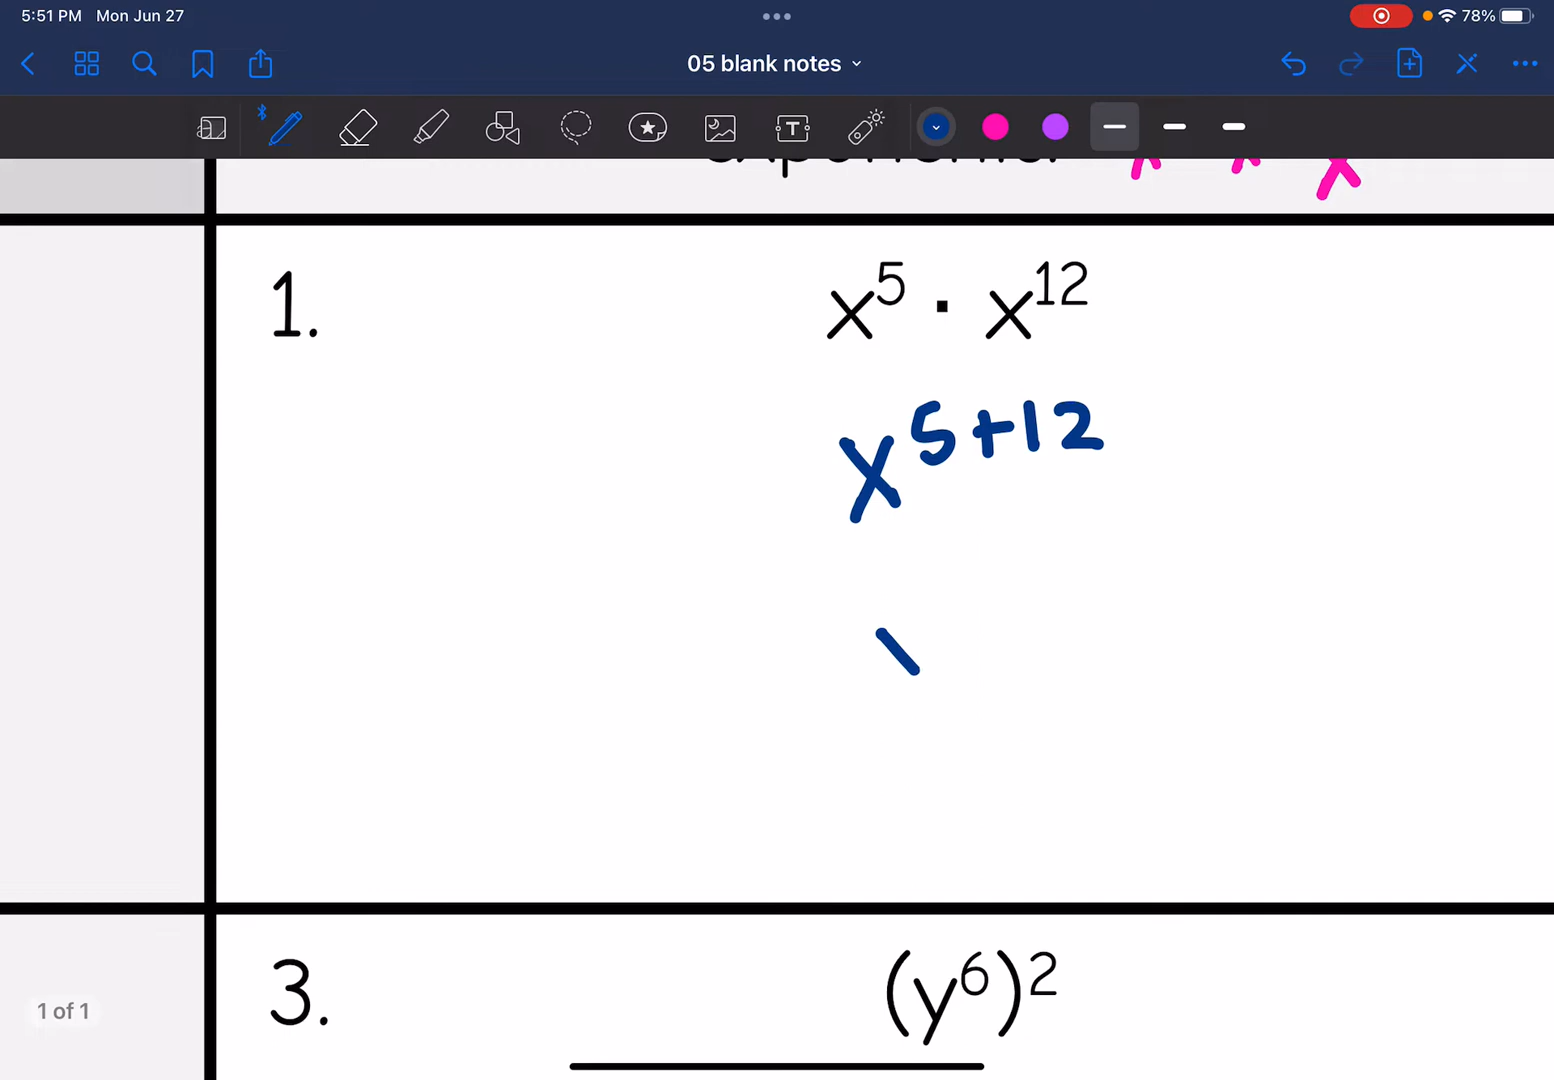 5:51 PM Mon Jun 27
78%
05 blank notes
T
1.
x⁵ · x¹²
x⁵⁺¹²
3.
(y⁶)²
1 of 1